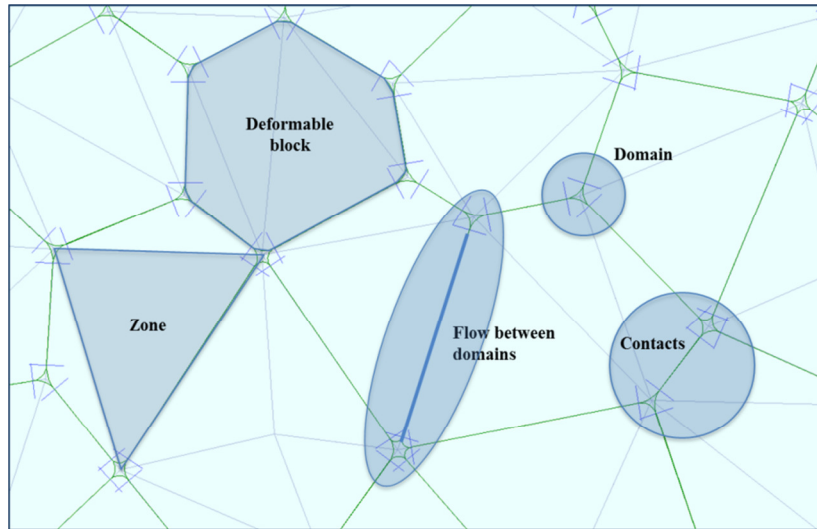 Deformable
block
Domain
Zone
Flow between
domains
Contacts